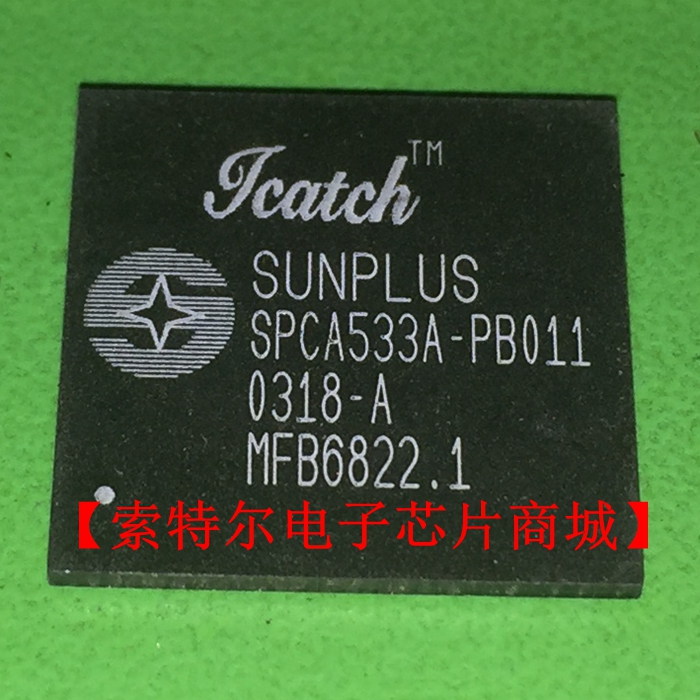 Icatch™
SUNPLUS
SPCA533A-PB011
0318-A
MFB6822.1
【索特尔电子芯片商城】